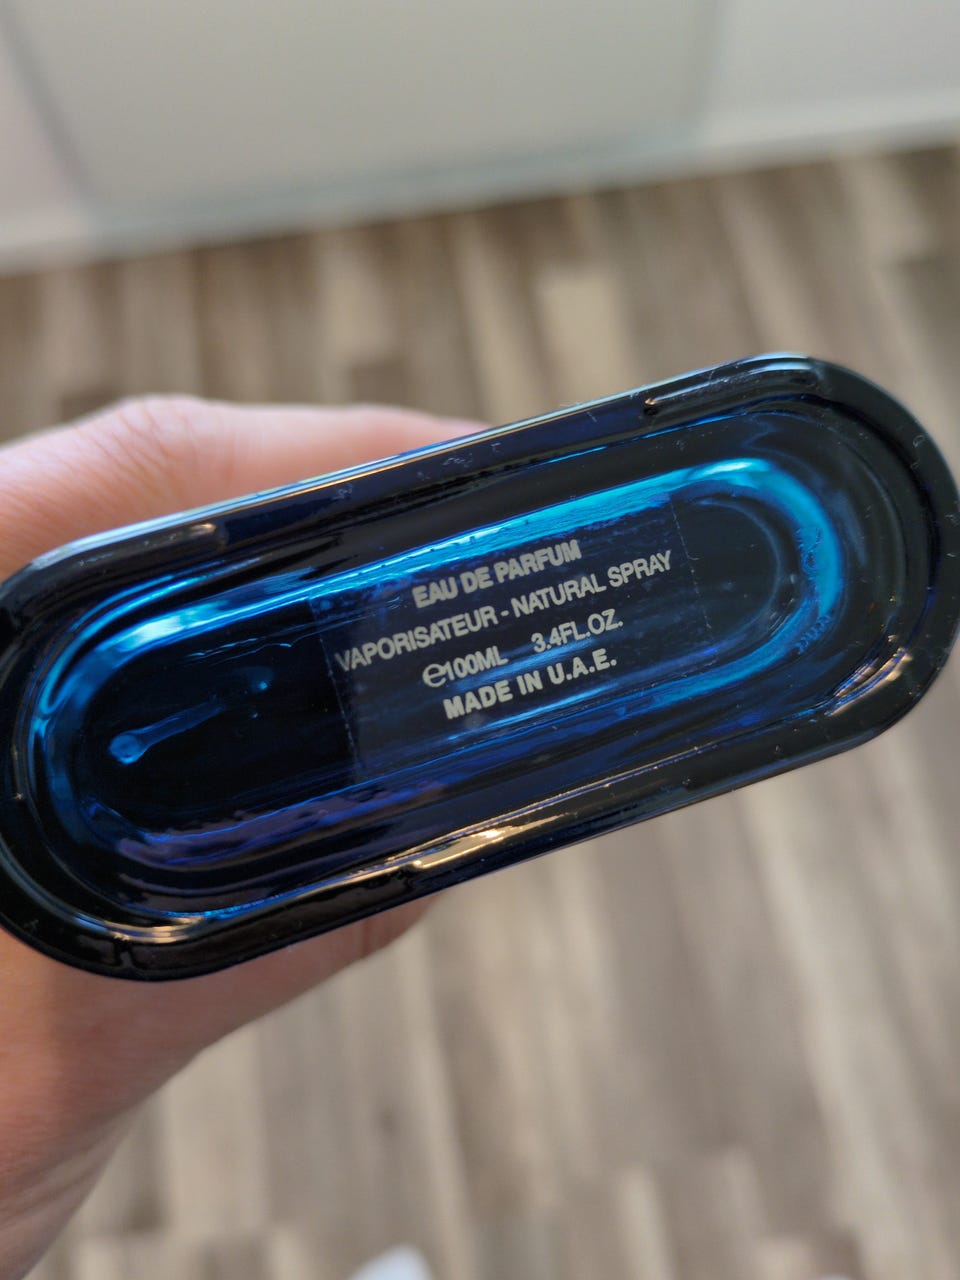 EAU DE PARFUM
VAPORISATEUR - NATURAL SPRAY
℮100ML 3.4FL.OZ.
MADE IN U.A.E.